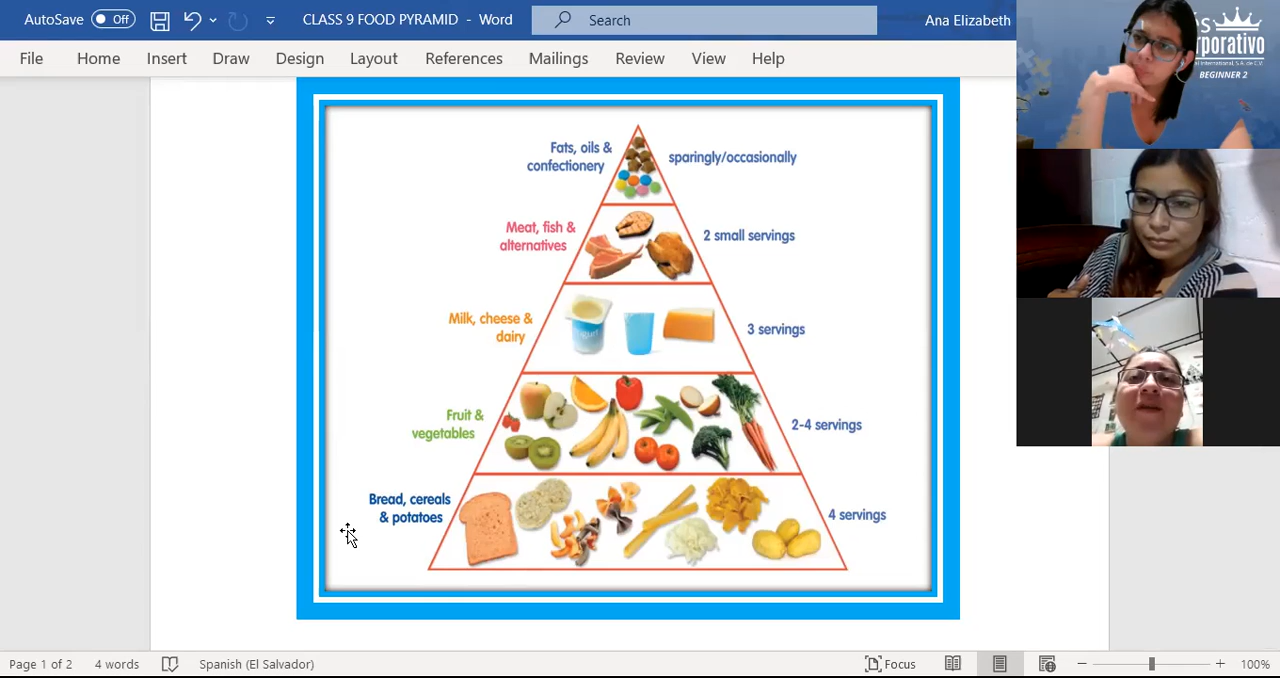 AutoSave Off CLASS 9 FOOD PYRAMID - Word Search Ana Elizabeth
File Home Insert Draw Design Layout References Mailings Review View Help
és
rporativo
BEGINNER 2
Fats, oils &
confectionery
sparingly/occasionally
Meat, fish &
alternatives
2 small servings
Milk, cheese &
dairy
3 servings
Fruit &
vegetables
2-4 servings
Bread, cereals
& potatoes
4 servings
Page 1 of 2 4 words Spanish (El Salvador) Focus 100%